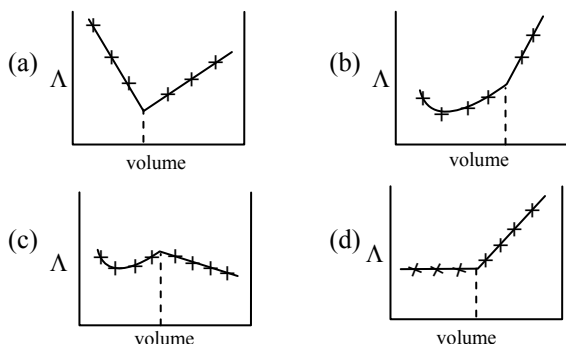 (a) Λ
volume
(b) Λ
volume
(c) Λ
volume
(d) Λ
volume